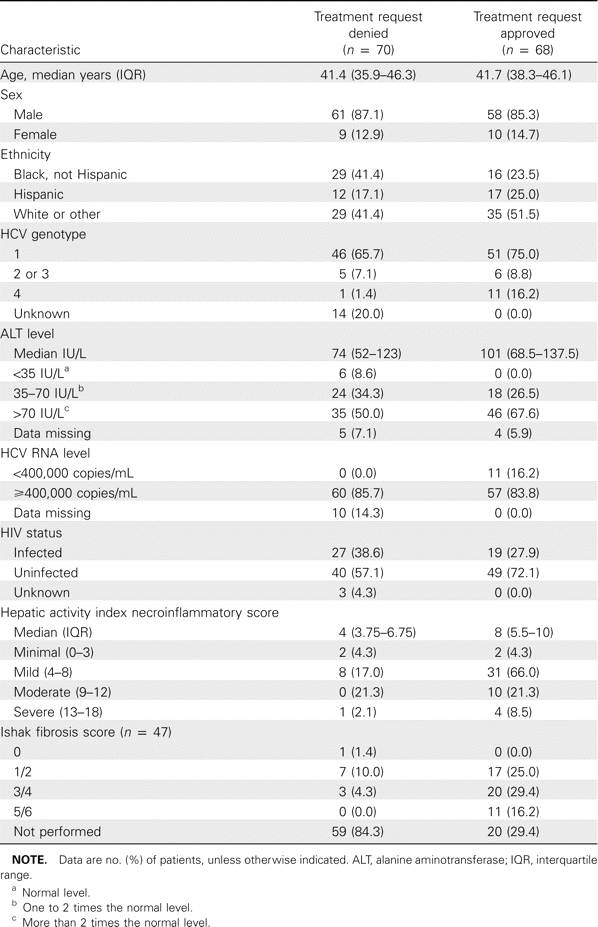 Characteristic Treatment request denied (n = 70) Treatment request approved (n = 68)
Age, median years (IQR) 41.4 (35.9–46.3) 41.7 (38.3–46.1)
Sex
Male 61 (87.1) 58 (85.3)
Female 9 (12.9) 10 (14.7)
Ethnicity
Black, not Hispanic 29 (41.4) 16 (23.5)
Hispanic 12 (17.1) 17 (25.0)
White or other 29 (41.4) 35 (51.5)
HCV genotype
1 46 (65.7) 51 (75.0)
2 or 3 5 (7.1) 6 (8.8)
4 1 (1.4) 11 (16.2)
Unknown 14 (20.0) 0 (0.0)
ALT level
Median IU/L 74 (52–123) 101 (68.5–137.5)
<35 IU/Lᵃ 6 (8.6) 0 (0.0)
35–70 IU/Lᵇ 24 (34.3) 18 (26.5)
>70 IU/Lᶜ 35 (50.0) 46 (67.6)
Data missing 5 (7.1) 4 (5.9)
HCV RNA level
<400,000 copies/mL 0 (0.0) 11 (16.2)
⩾400,000 copies/mL 60 (85.7) 57 (83.8)
Data missing 10 (14.3) 0 (0.0)
HIV status
Infected 27 (38.6) 19 (27.9)
Uninfected 40 (57.1) 49 (72.1)
Unknown 3 (4.3) 0 (0.0)
Hepatic activity index necroinflammatory score
Median (IQR) 4 (3.75–6.75) 8 (5.5–10)
Minimal (0–3) 2 (4.3) 2 (4.3)
Mild (4–8) 8 (17.0) 31 (66.0)
Moderate (9–12) 0 (21.3) 10 (21.3)
Severe (13–18) 1 (2.1) 4 (8.5)
Ishak fibrosis score (n = 47)
0 1 (1.4) 0 (0.0)
1/2 7 (10.0) 17 (25.0)
3/4 3 (4.3) 20 (29.4)
5/6 0 (0.0) 11 (16.2)
Not performed 59 (84.3) 20 (29.4)
NOTE. Data are no. (%) of patients, unless otherwise indicated. ALT, alanine aminotransferase; IQR, interquartile
range.
ᵃ Normal level.
ᵇ One to 2 times the normal level.
ᶜ More than 2 times the normal level.